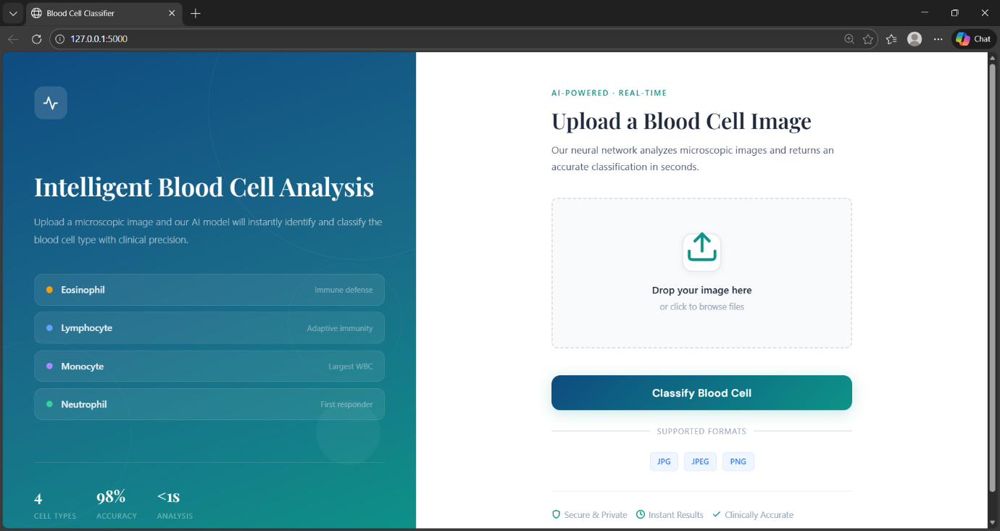 Blood Cell Classifier
127.0.0.1:5000
Chat
Intelligent Blood Cell Analysis
Upload a microscopic image and our AI model will instantly identify and classify the
blood cell type with clinical precision.
Eosinophil Immune defense
Lymphocyte Adaptive immunity
Monocyte Largest WBC
Neutrophil First responder
4 98% <1s
CELL TYPES ACCURACY ANALYSIS
AI-POWERED · REAL-TIME
Upload a Blood Cell Image
Our neural network analyzes microscopic images and returns an
accurate classification in seconds.
Drop your image here
or click to browse files
Classify Blood Cell
SUPPORTED FORMATS
JPG JPEG PNG
Secure & Private Instant Results Clinically Accurate